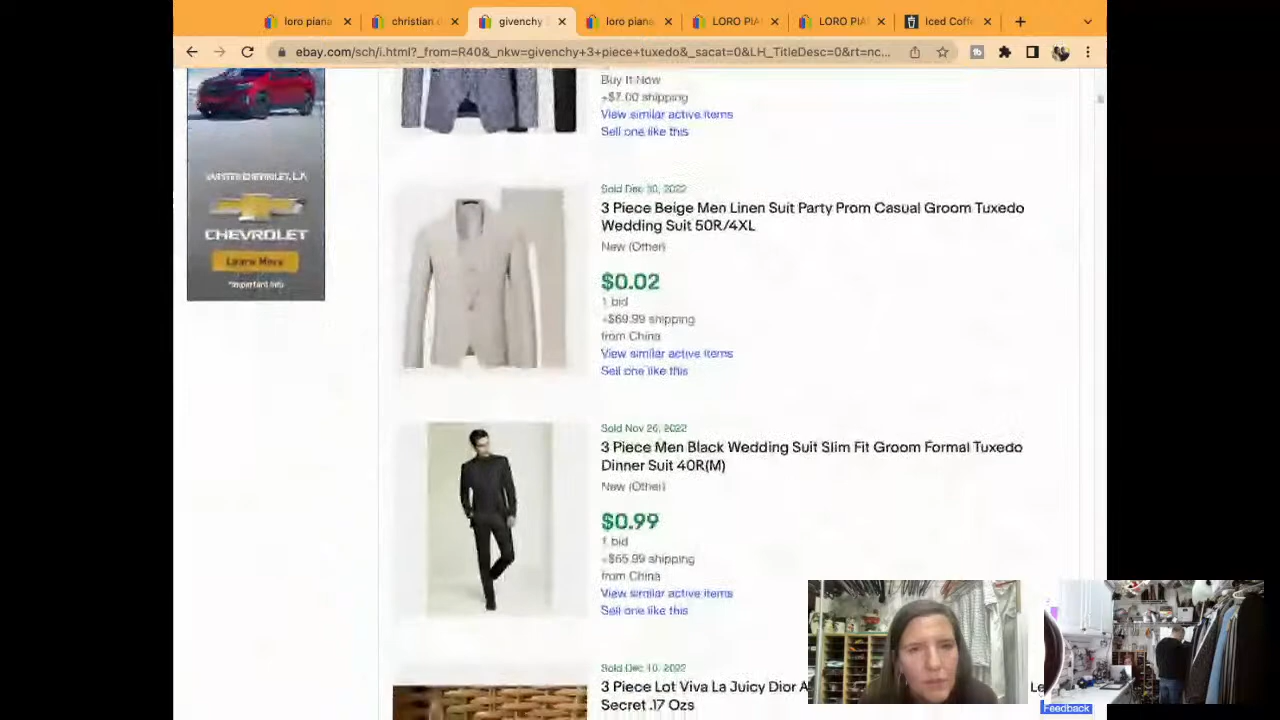 loro piana
christian d
givenchy
loro piana
LORO PIA
LORO PIA
Iced Coff
ebay.com/sch/i.html?_from=R40&_nkw=givenchy+3+piece+tuxedo&_sacat=0&LH_TitleDesc=0&rt=nc...
Buy It Now
+$7.00 shipping
View similar active items
Sell one like this
CHEVROLET
Learn More
*Important Info
Sold Dec 30, 2022
3 Piece Beige Men Linen Suit Party Prom Casual Groom Tuxedo
Wedding Suit 50R/4XL
New (Other)
$0.02
1 bid
+$69.99 shipping
from China
View similar active items
Sell one like this
Sold Nov 26, 2022
3 Piece Men Black Wedding Suit Slim Fit Groom Formal Tuxedo
Dinner Suit 40R(M)
New (Other)
$0.99
1 bid
+$65.99 shipping
from China
View similar active items
Sell one like this
Sold Dec 10, 2022
3 Piece Lot Viva La Juicy Dior A
Le
Secret .17 Ozs
Feedback